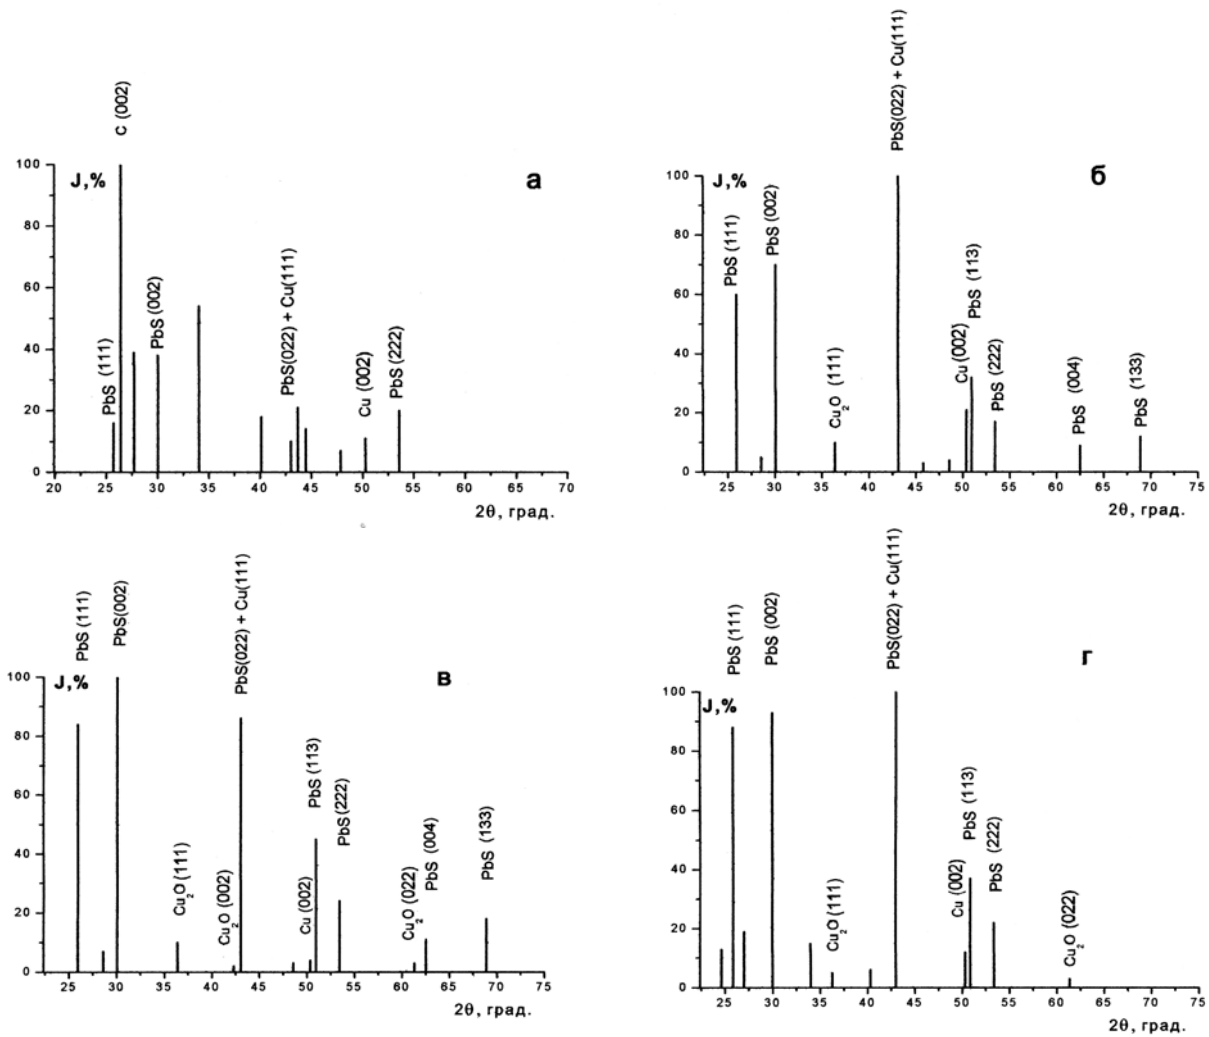 C (002)
100
J,%
а
80
60
40
20
0
PbS (111)
PbS (002)
PbS(022) + Cu(111)
Cu (002)
PbS (222)
20 25 30 35 40 45 50 55 60 65 70
2θ, град.
PbS(022) + Cu(111)
100
J,%
б
80
60
40
20
0
PbS (111)
PbS (002)
Cu₂O (111)
Cu (002)
PbS (113)
PbS (222)
PbS (004)
PbS (133)
25 30 35 40 45 50 55 60 65 70 75
2θ, град.
PbS (111)
PbS(002)
PbS(022) + Cu(111)
100
J,%
в
80
60
40
20
0
Cu₂O (111)
Cu₂O (002)
Cu (002)
PbS (113)
PbS (222)
Cu₂O (022)
PbS (004)
PbS (133)
25 30 35 40 45 50 55 60 65 70 75
2θ, град.
PbS (111)
PbS (002)
PbS(022) + Cu(111)
100
J,%
г
80
60
40
20
0
Cu₂O (111)
Cu (002)
PbS (113)
PbS (222)
Cu₂O (022)
25 30 35 40 45 50 55 60 65 70 75
2θ, град.